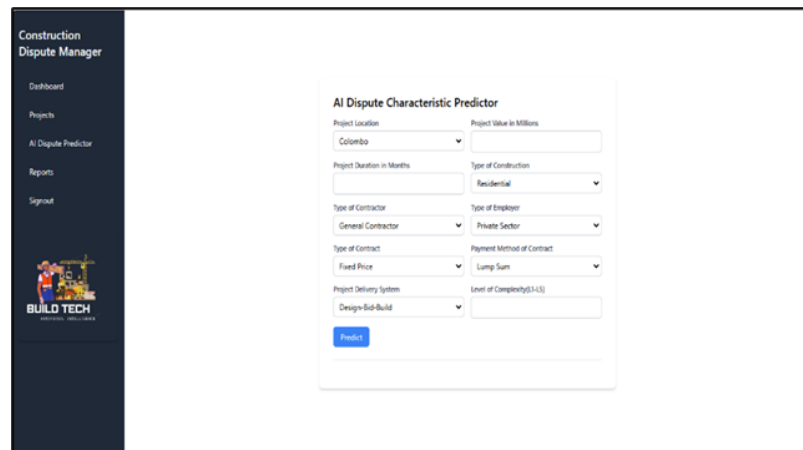 Construction
Dispute Manager
Dashboard
Projects
AI Dispute Predictor
Reports
Signout
BUILD TECH
AI Dispute Characteristic Predictor
Project Location
Project Value in Millions
Colombo
Project Duration in Months
Type of Construction
Residential
Type of Contractor
Type of Employer
General Contractor
Private Sector
Type of Contract
Payment Method of Contract
Fixed Price
Lump Sum
Project Delivery System
Level of Complexity(L1-L5)
Design-Bid-Build
Predict